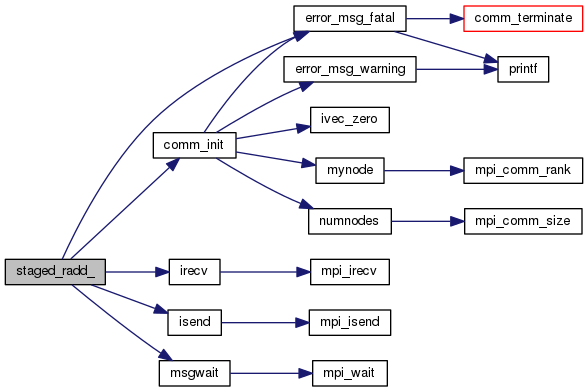 error_msg_fatal
comm_terminate
error_msg_warning
printf
ivec_zero
comm_init
mynode
mpi_comm_rank
numnodes
mpi_comm_size
staged_radd_
irecv
mpi_irecv
isend
mpi_isend
msgwait
mpi_wait